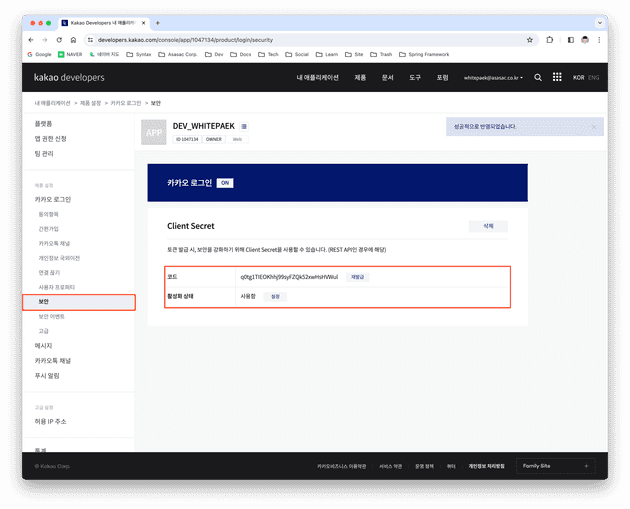 Kakao Developers 내 애플리케이션
developers.kakao.com/console/app/1047134/product/login/security
Google NAVER 네이버 지도 Syntax Asasac Corp. Dev Docs Tech Social Learn Site Trash Spring Framework
kakao developers 내 애플리케이션 제품 문서 도구 포럼 whitepaek@asasac.co.kr KOR ENG
내 애플리케이션 > 제품 설정 > 카카오 로그인 > 보안
플랫폼
앱 권한 신청
팀 관리
제품 설정
카카오 로그인
동의항목
간편가입
카카오톡 채널
개인정보 국외이전
연결 끊기
사용자 프로퍼티
보안
보안 이벤트
고급
메시지
카카오톡 채널
푸시 알림
고급 설정
허용 IP 주소
통계
APP
DEV_WHITEPAEK
ID 1047134 OWNER Web
성공적으로 반영되었습니다.
카카오 로그인 ON
Client Secret 삭제
토큰 발급 시, 보안을 강화하기 위해 Client Secret을 사용할 수 있습니다. (REST API인 경우에 해당)
코드 재발급
활성화 상태 사용함 설정
© Kakao Corp. 카카오비즈니스 이용약관 서비스 약관 운영 정책 쿼터 개인정보 처리방침 Family Site